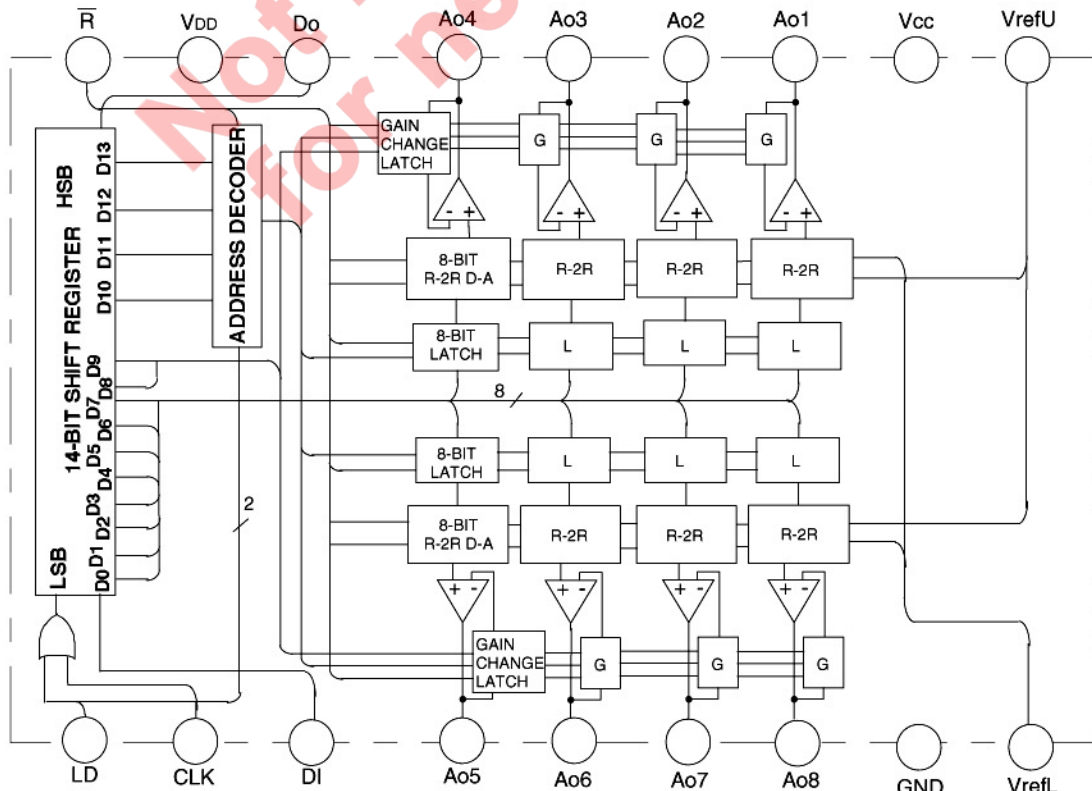 R VDD Do Ao4 Ao3 Ao2 Ao1 Vcc VrefU
Not
for ne
14-BIT SHIFT REGISTER
HSB
LSB
D13
D12
D11
D10
D9
D8
D7
D6
D5
D4
D3
D2
D1
D0
ADDRESS DECODER
GAIN
CHANGE
LATCH
G G G
- + - + - + - +
8-BIT
R-2R D-A
R-2R R-2R R-2R
8-BIT
LATCH
L L L
8
8-BIT
LATCH
L L L
2
8-BIT
R-2R D-A
R-2R R-2R R-2R
+ - + - + - + -
GAIN
CHANGE
LATCH
G G G
LD CLK DI Ao5 Ao6 Ao7 Ao8 GND VrefL